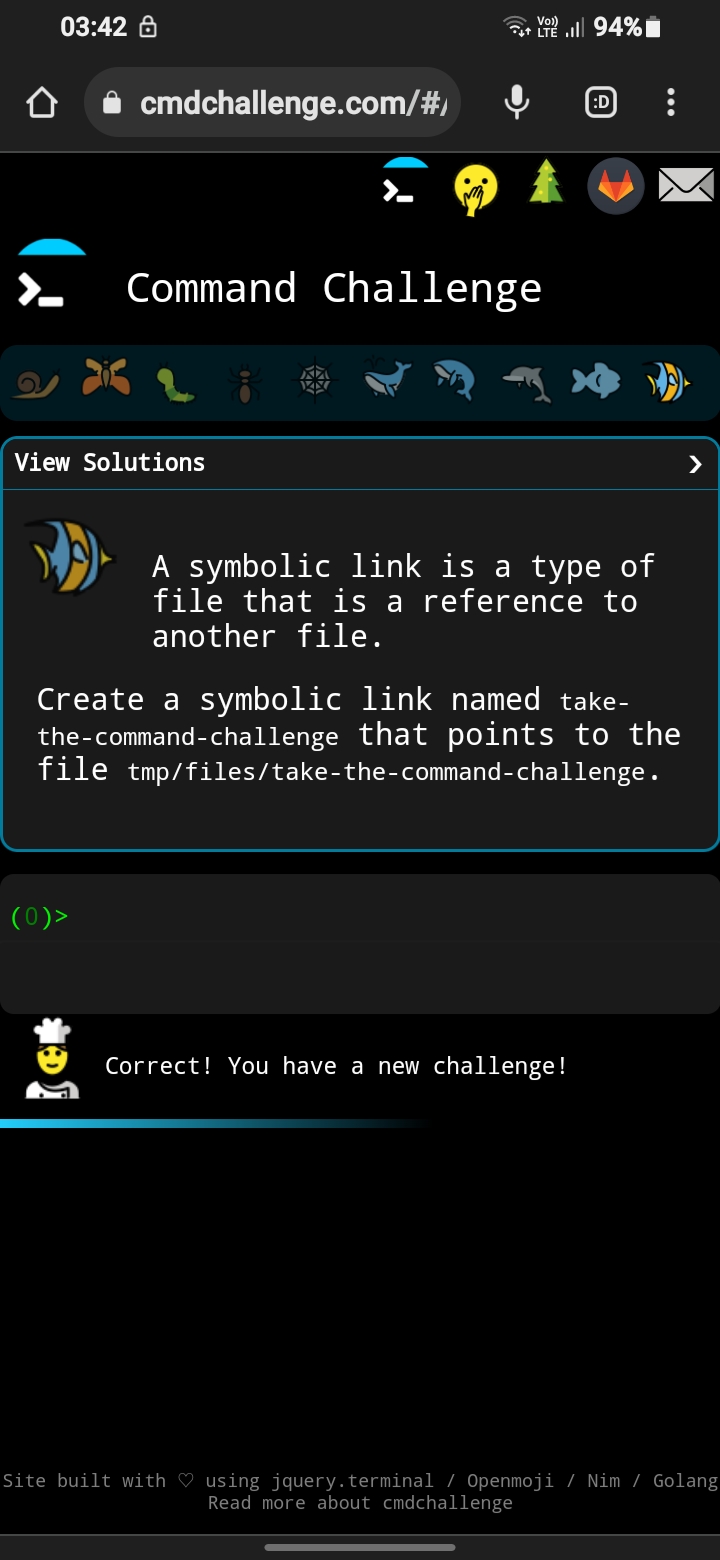 03:42 Vo) LTE 94%
cmdchallenge.com/#/
:D
Command Challenge
View Solutions
A symbolic link is a type of
file that is a reference to
another file.
Create a symbolic link named take-
the-command-challenge that points to the
file tmp/files/take-the-command-challenge.
(0)>
Correct! You have a new challenge!
Site built with ♡ using jquery.terminal / Openmoji / Nim / Golang
Read more about cmdchallenge